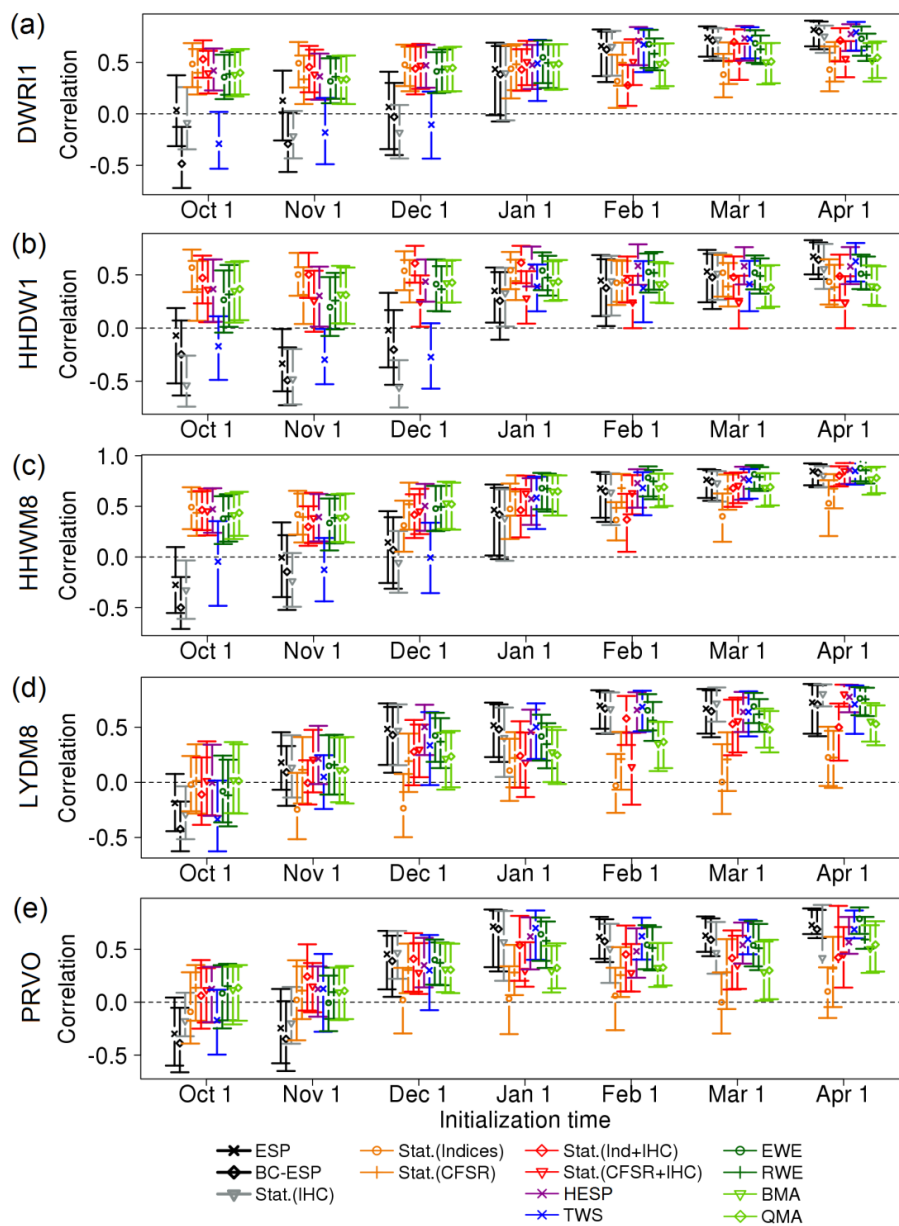 (a)
DWRI1
Correlation
0.5
0.0
-0.5
Oct 1 Nov 1 Dec 1 Jan 1 Feb 1 Mar 1 Apr 1
(b)
HHDW1
Correlation
0.5
0.0
-0.5
Oct 1 Nov 1 Dec 1 Jan 1 Feb 1 Mar 1 Apr 1
(c)
HHWM8
Correlation
1.0
0.5
0.0
-0.5
Oct 1 Nov 1 Dec 1 Jan 1 Feb 1 Mar 1 Apr 1
(d)
LYDM8
Correlation
0.5
0.0
-0.5
Oct 1 Nov 1 Dec 1 Jan 1 Feb 1 Mar 1 Apr 1
(e)
PRVO
Correlation
0.5
0.0
-0.5
Oct 1 Nov 1 Dec 1 Jan 1 Feb 1 Mar 1 Apr 1
Initialization time
ESP Stat.(Indices) Stat.(Ind+IHC) EWE
BC-ESP Stat.(CFSR) Stat.(CFSR+IHC) RWE
Stat.(IHC) HESP BMA
TWS QMA